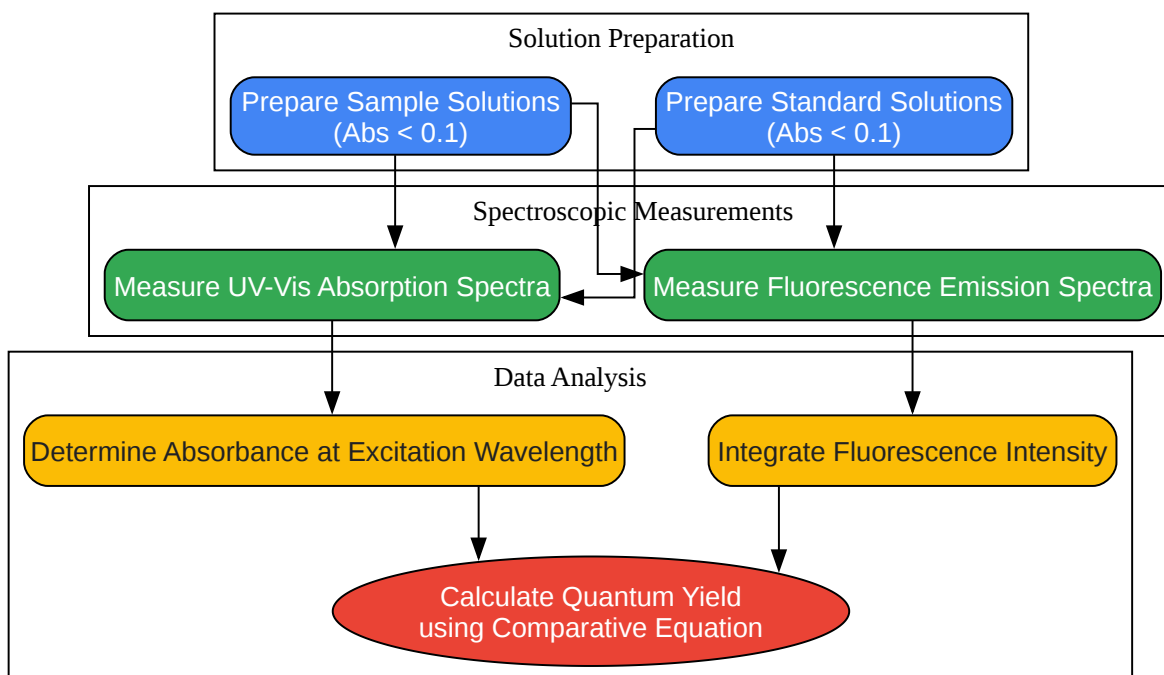 Solution Preparation
Prepare Sample Solutions
(Abs < 0.1)
Prepare Standard Solutions
(Abs < 0.1)
Spectroscopic Measurements
Measure UV-Vis Absorption Spectra
Measure Fluorescence Emission Spectra
Data Analysis
Determine Absorbance at Excitation Wavelength
Integrate Fluorescence Intensity
Calculate Quantum Yield
using Comparative Equation